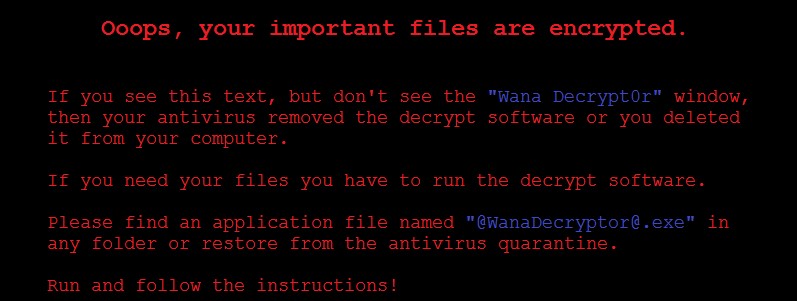 Ooops, your important files are encrypted.
If you see this text, but don't see the "Wana Decrypt0r" window,
then your antivirus removed the decrypt software or you deleted
it from your computer.
If you need your files you have to run the decrypt software.
Please find an application file named "@WanaDecryptor@.exe" in
any folder or restore from the antivirus quarantine.
Run and follow the instructions!